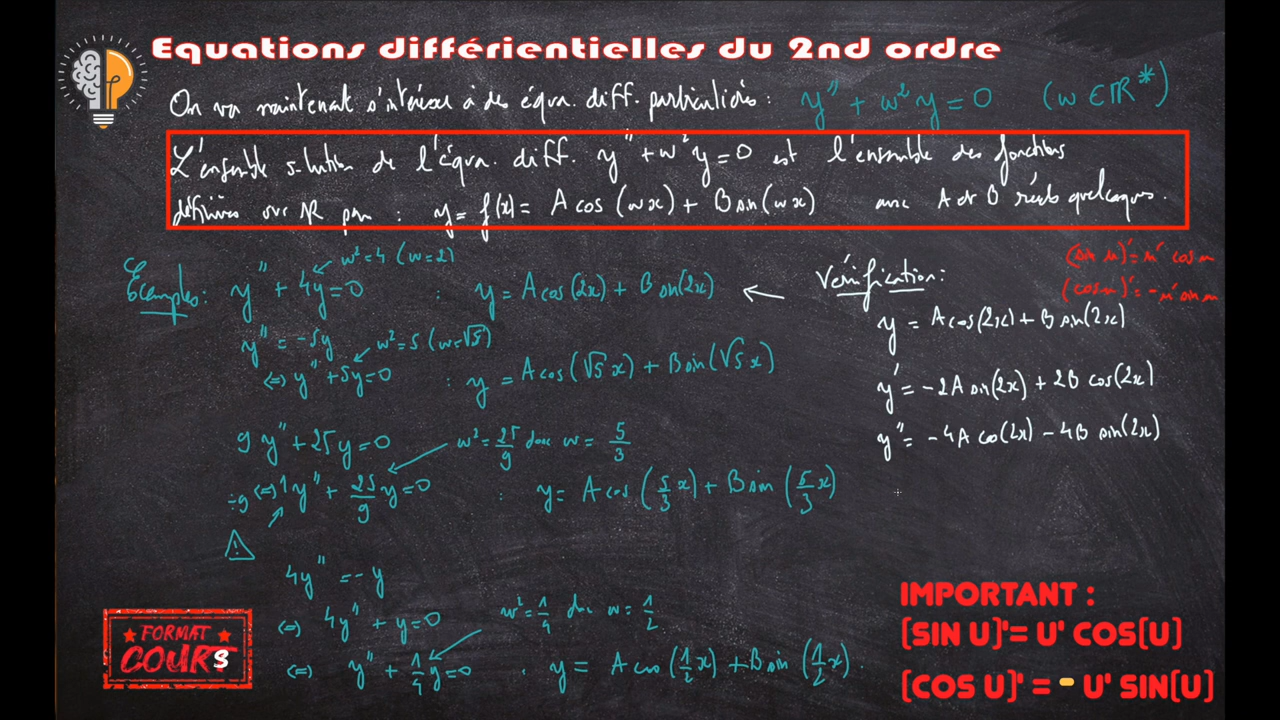 Equations différientielles du 2nd ordre
On va maintenant s'intéresser à des équa. diff. particulières : y'' + w² y = 0 (w ∈ ℝ*)
L'ensemble solution de l'équa. diff. y'' + w² y = 0 est l'ensemble des fonctions
définies sur ℝ par : y = f(x) = A cos (wx) + B sin (wx) avec A et B réels quelconques.
Exemples : y'' + 4y = 0 w² = 4 (w = 2) : y = A cos(2x) + B sin(2x)
y'' = -5y
⇔ y'' + 5y = 0 w² = 5 (w = √5) : y = A cos(√5 x) + B sin(√5 x)
9y'' + 25y = 0 w² = 25/9 donc w = 5/3
÷9 ⇔ 1y'' + 25/9 y = 0 : y = A cos (5/3 x) + B sin (5/3 x)
!
4y'' = -y
⇔ 4y'' + y = 0 w² = 1/4 donc w = 1/2
⇔ y'' + 1/4 y = 0 : y = A cos (1/2 x) + B sin (1/2 x).
Vérification :
(sin u)' = u' cos u
(cos u)' = -u' sin u
y = A cos(2x) + B sin(2x)
y' = -2A sin(2x) + 2B cos(2x)
y'' = -4A cos(2x) - 4B sin(2x)
FORMAT
COURS
IMPORTANT :
(SIN U)'= U' COS(U)
(COS U)' = - U' SIN(U)